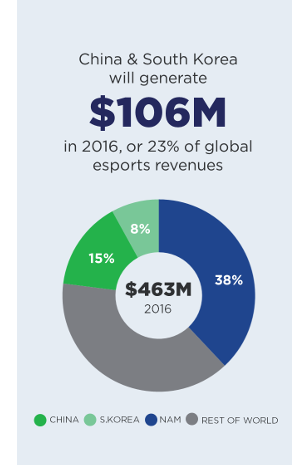 China & South Korea
will generate
$106M
in 2016, or 23% of global
esports revenues
8%
15%
38%
$463M
2016
CHINA S.KOREA NAM REST OF WORLD